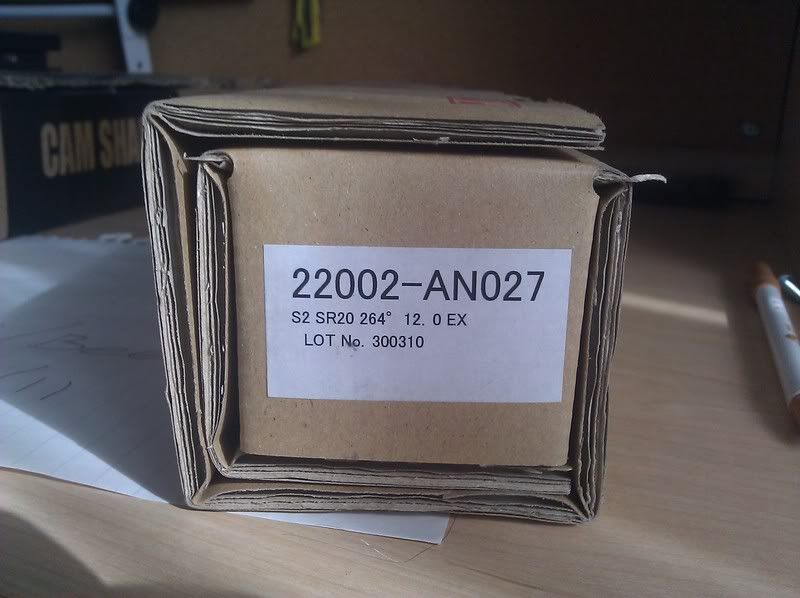 CAM SHA
22002-AN027
S2 SR20 264° 12.0 EX
LOT No. 300310